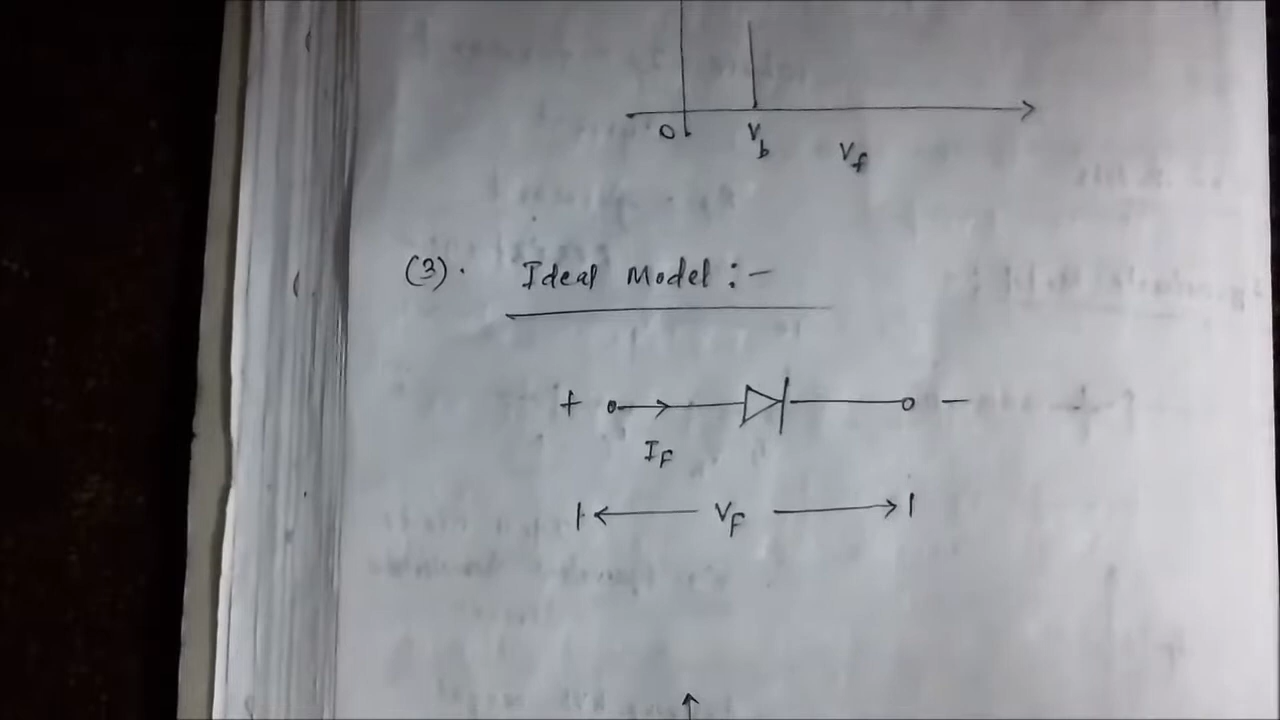 0 Vb Vf
(3). Ideal Model :-
+ -
IF
VF